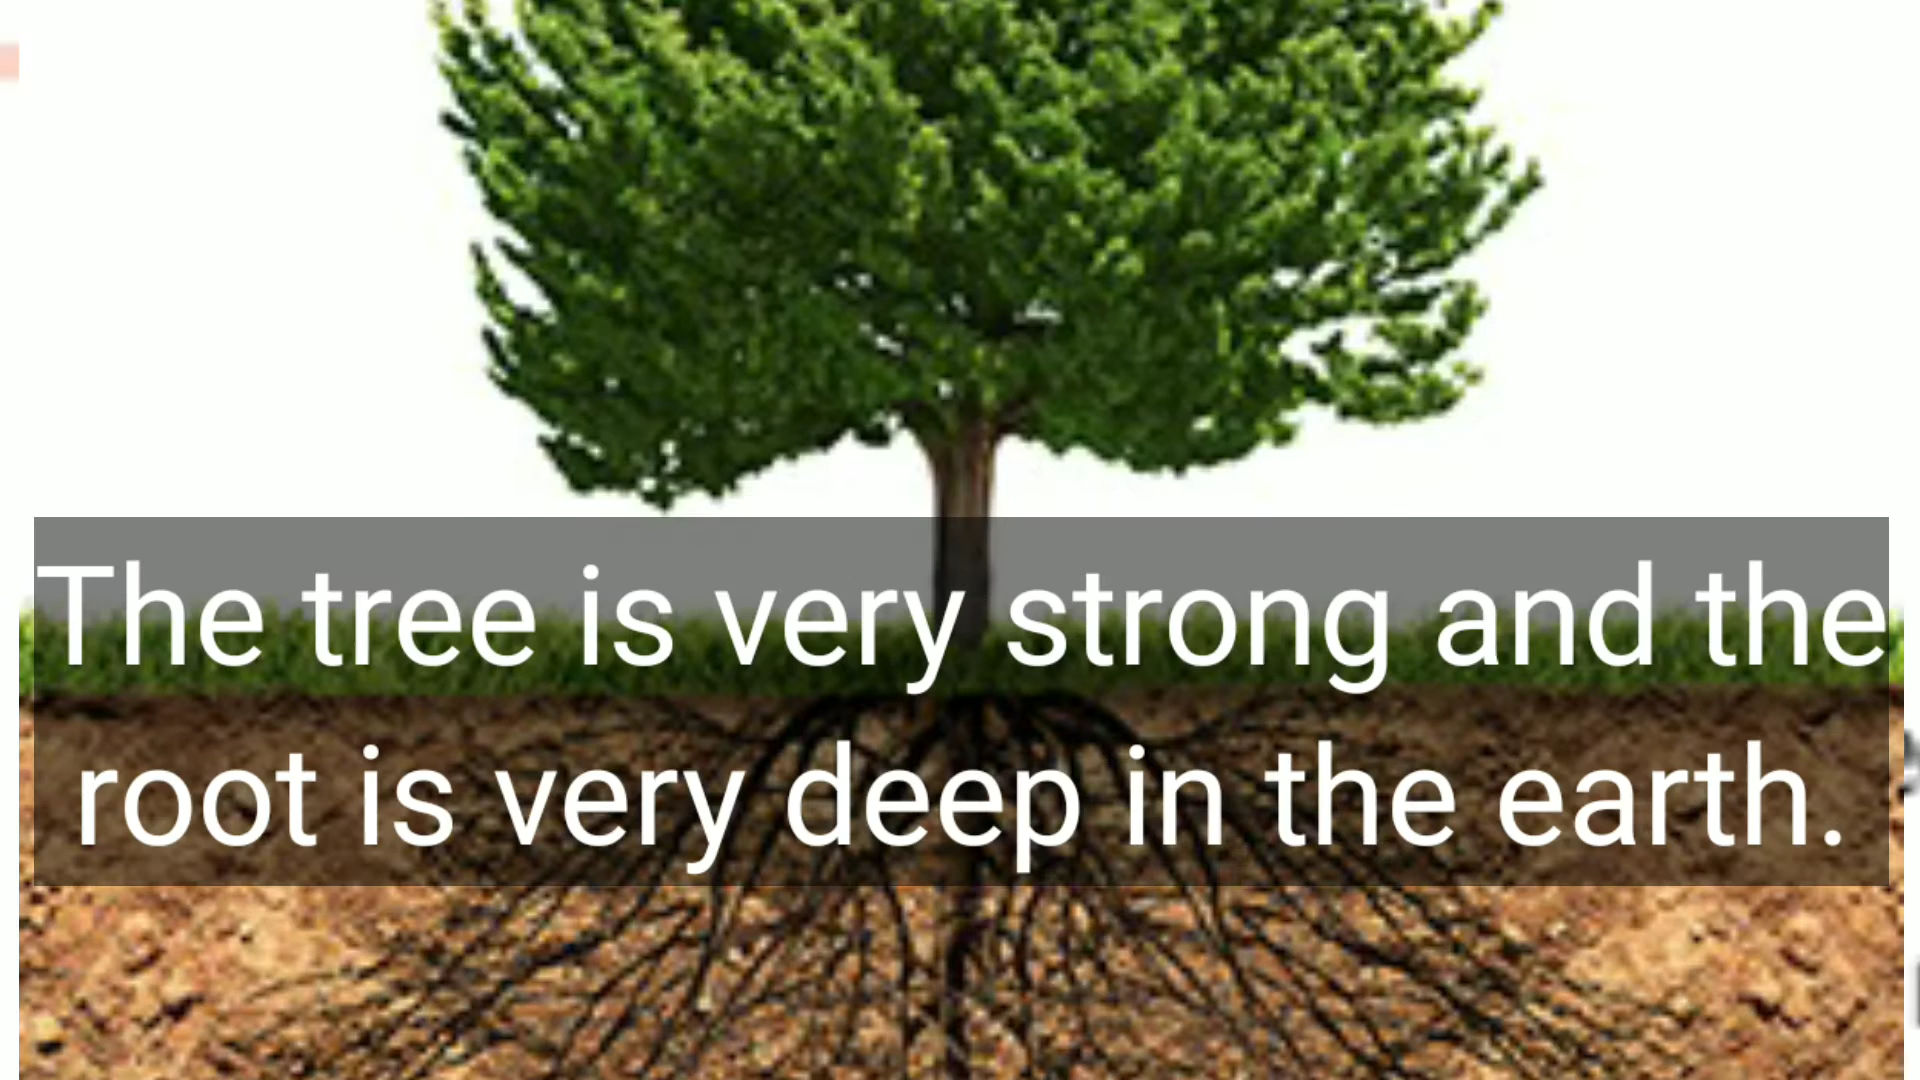 The tree is very strong and the
root is very deep in the earth.